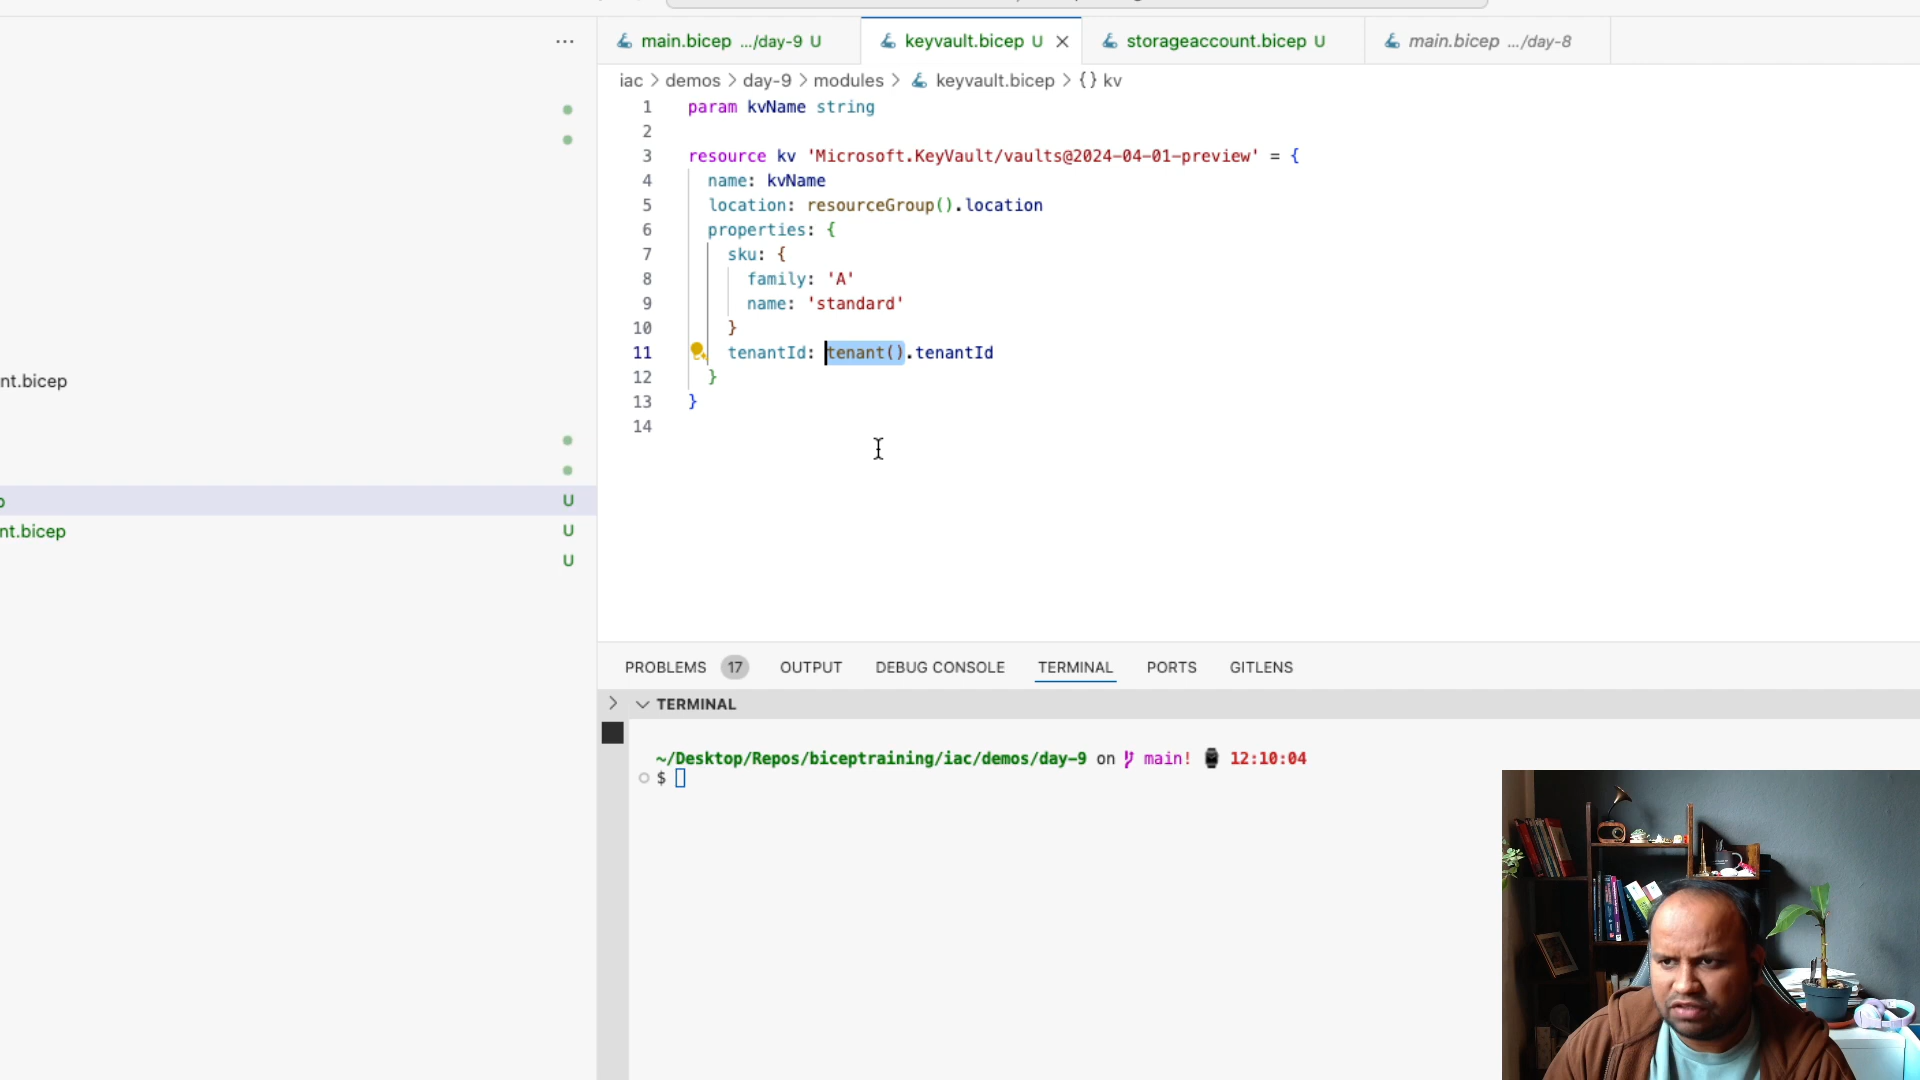 main.bicep .../day-9 U
keyvault.bicep U
storageaccount.bicep U
main.bicep .../day-8
iac > demos > day-9 > modules > keyvault.bicep > {} kv
1 param kvName string
2
3 resource kv 'Microsoft.KeyVault/vaults@2024-04-01-preview' = {
4 name: kvName
5 location: resourceGroup().location
6 properties: {
7 sku: {
8 family: 'A'
9 name: 'standard'
10 }
11 tenantId: tenant().tenantId
12 }
13 }
14
nt.bicep
U
nt.bicep U
U
PROBLEMS 17 OUTPUT DEBUG CONSOLE TERMINAL PORTS GITLENS
TERMINAL
~/Desktop/Repos/biceptraining/iac/demos/day-9 on main! 12:10:04
$